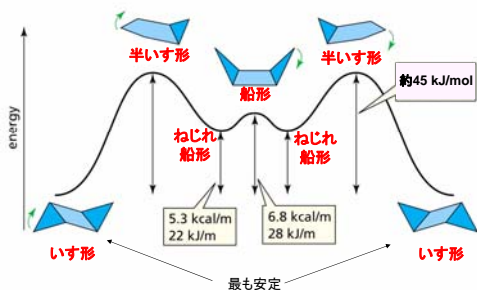 半いす形
半いす形
船形
約45 kJ/mol
energy
ねじれ
船形
ねじれ
船形
5.3 kcal/m
22 kJ/m
6.8 kcal/m
28 kJ/m
いす形
いす形
最も安定